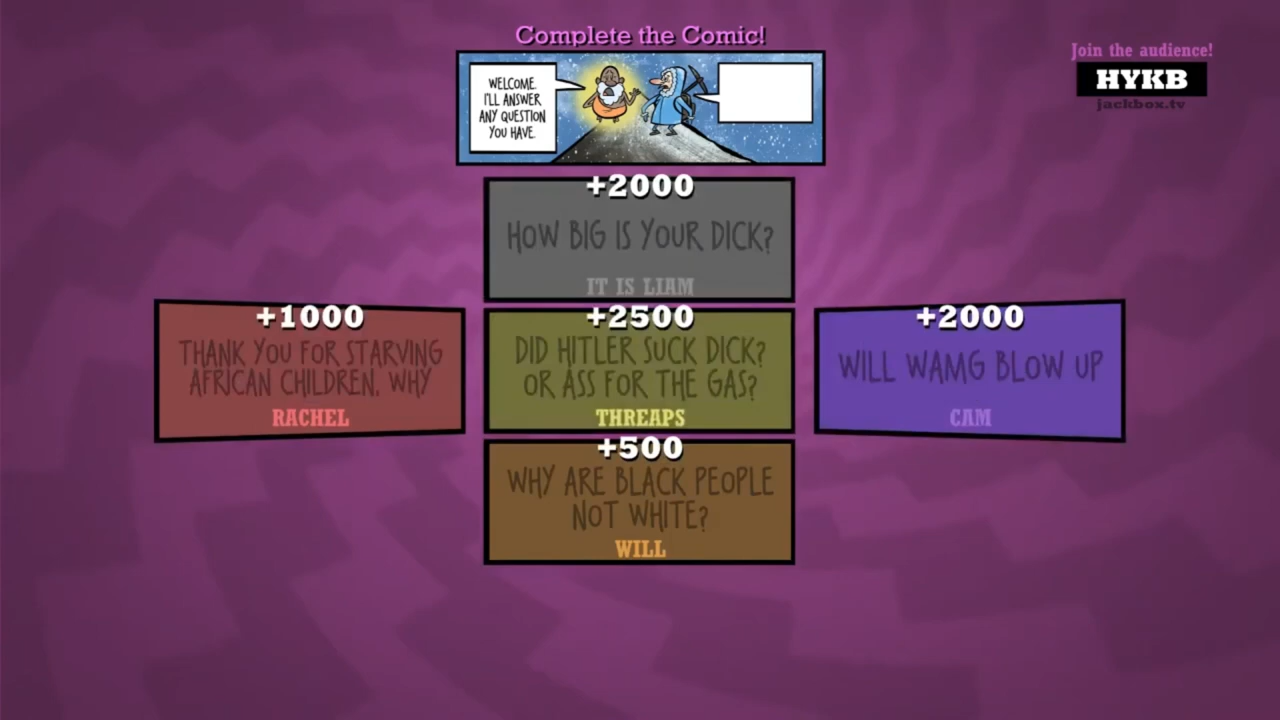 Complete the Comic!
Join the audience!
HYKB
jackbox.tv
WELCOME.
I'LL ANSWER
ANY QUESTION
YOU HAVE.
+2000
HOW BIG IS YOUR DICK?
IT IS LIAM
+1000
THANK YOU FOR STARVING
AFRICAN CHILDREN. WHY
RACHEL
+2500
DID HITLER SUCK DICK?
OR ASS FOR THE GAS?
THREAPS
+2000
WILL WAMG BLOW UP
CAM
+500
WHY ARE BLACK PEOPLE
NOT WHITE?
WILL